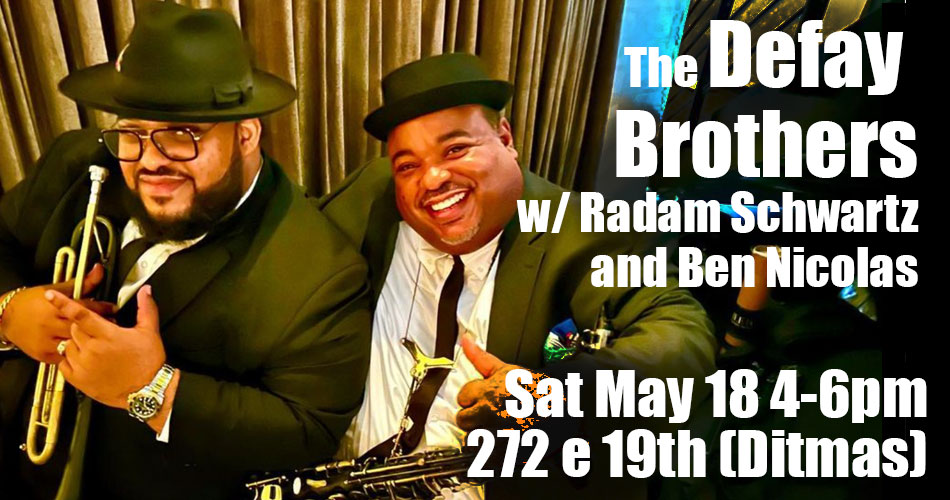 The Defay
Brothers
w/ Radam Schwartz
and Ben Nicolas
Sat May 18 4-6pm
272 e 19th (Ditmas)